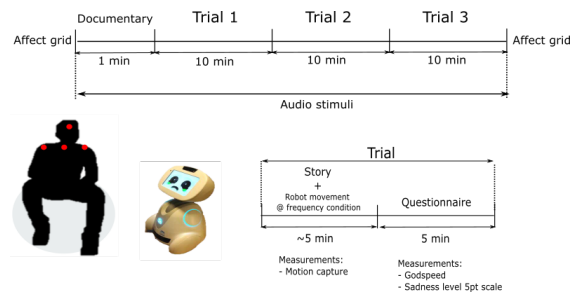 Documentary Trial 1 Trial 2 Trial 3
Affect grid Affect grid
1 min 10 min 10 min 10 min
Audio stimuli
Trial
Story
+
Robot movement
@ frequency condition
Questionnaire
~5 min 5 min
Measurements:
- Motion capture
Measurements:
- Godspeed
- Sadness level 5pt scale